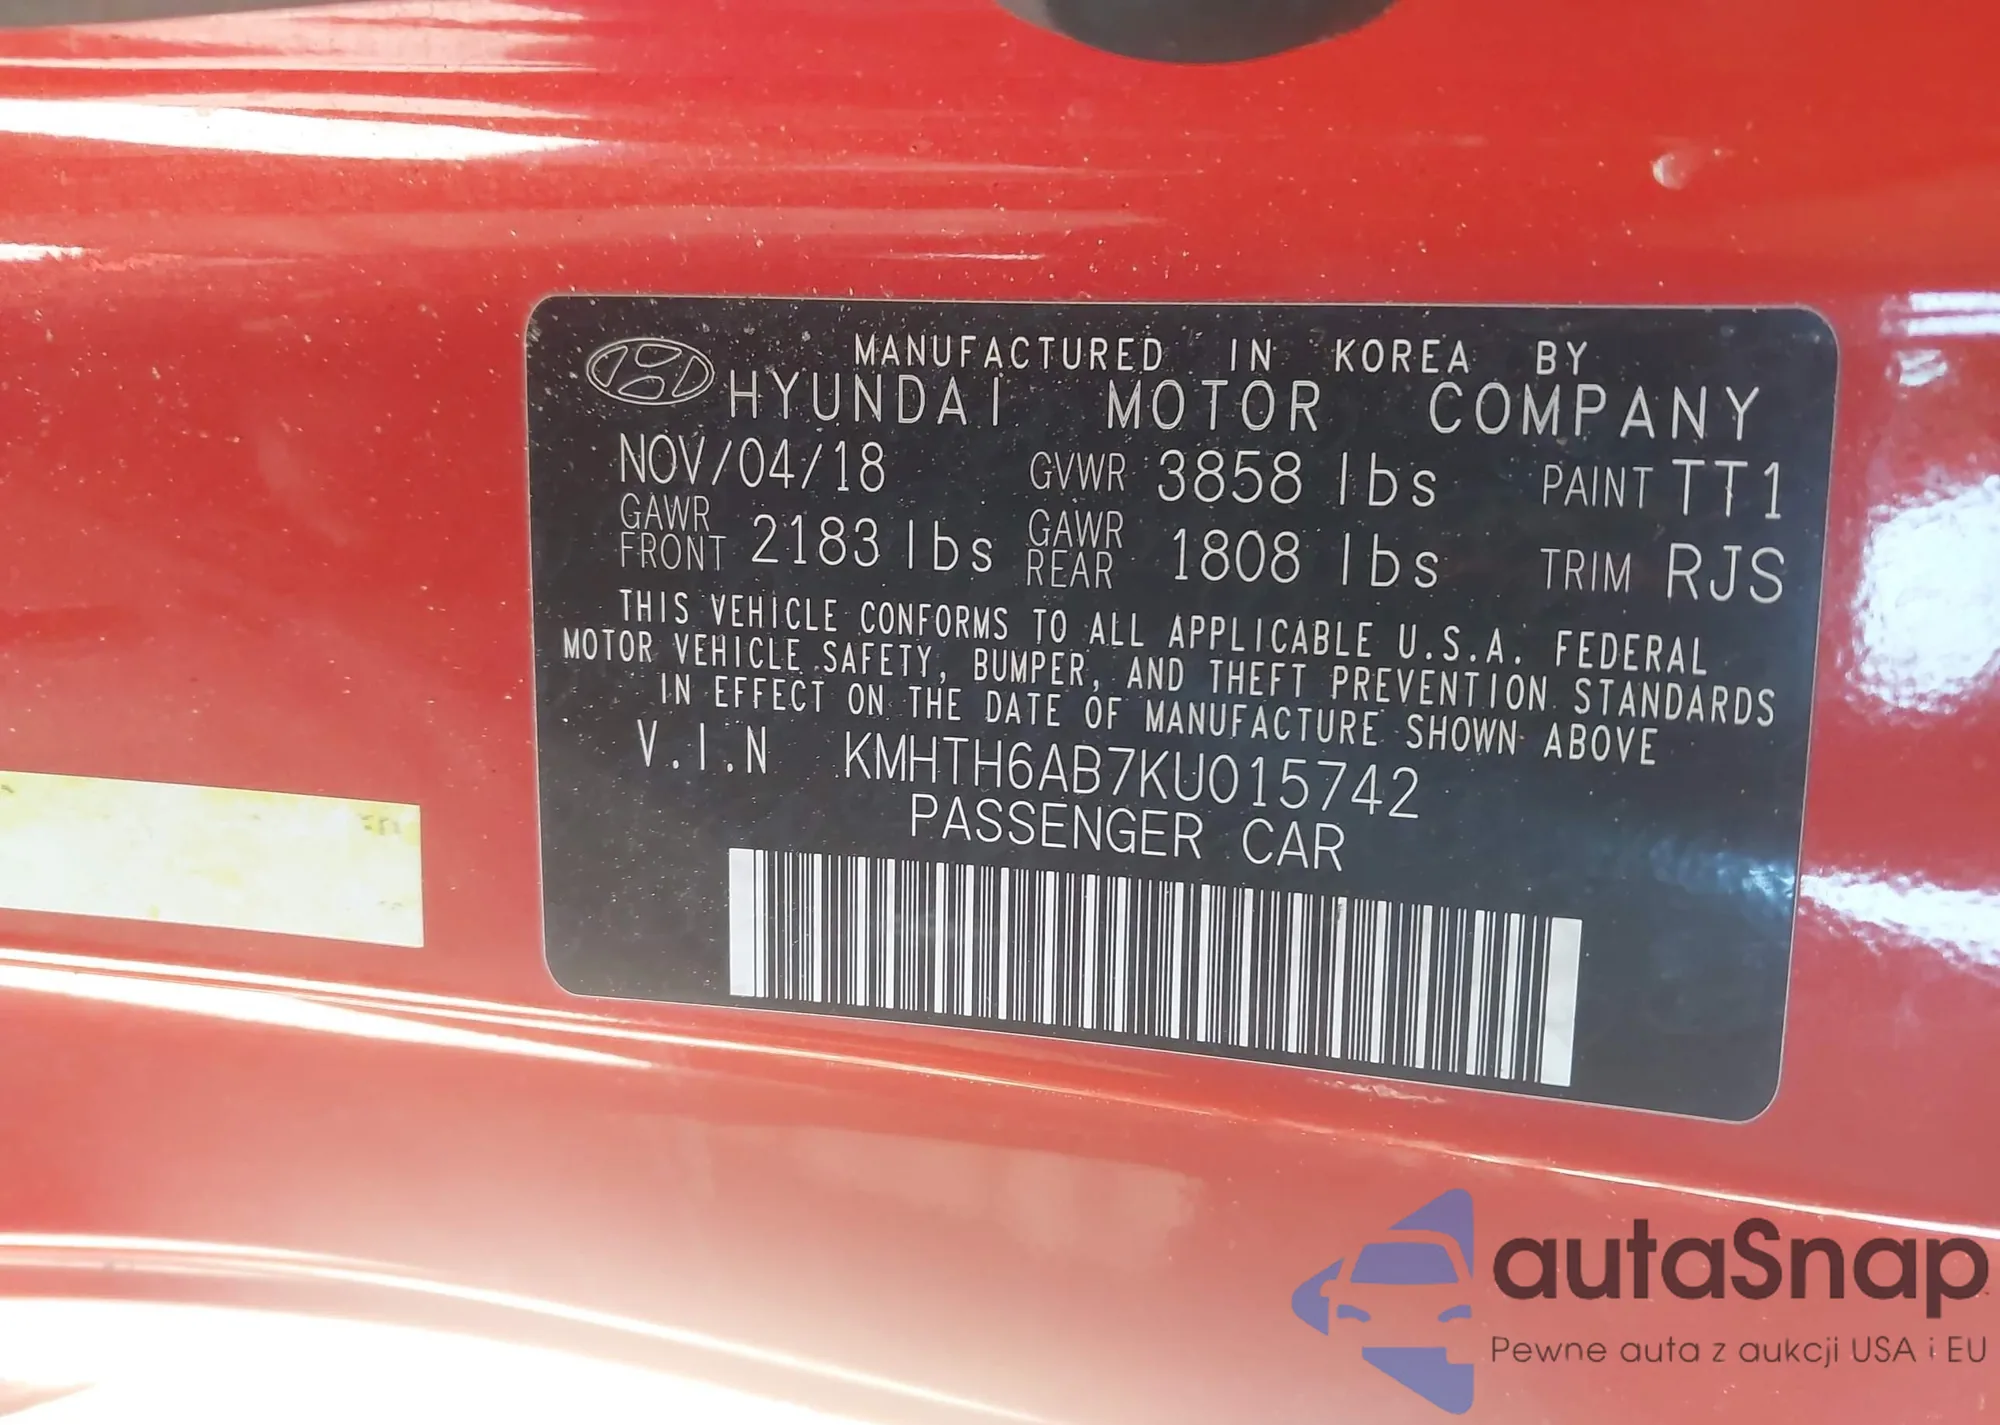 MANUFACTURED IN KOREA BY
HYUNDAI MOTOR COMPANY
NOV/04/18 GVWR 3858 lbs PAINT TT1
GAWR FRONT 2183 lbs GAWR REAR 1808 lbs TRIM RJS
THIS VEHICLE CONFORMS TO ALL APPLICABLE U.S.A. FEDERAL
MOTOR VEHICLE SAFETY, BUMPER, AND THEFT PREVENTION STANDARDS
IN EFFECT ON THE DATE OF MANUFACTURE SHOWN ABOVE
V.I.N KMHTH6AB7KU015742
PASSENGER CAR
autaSnap
Pewne auta z aukcji USA i EU